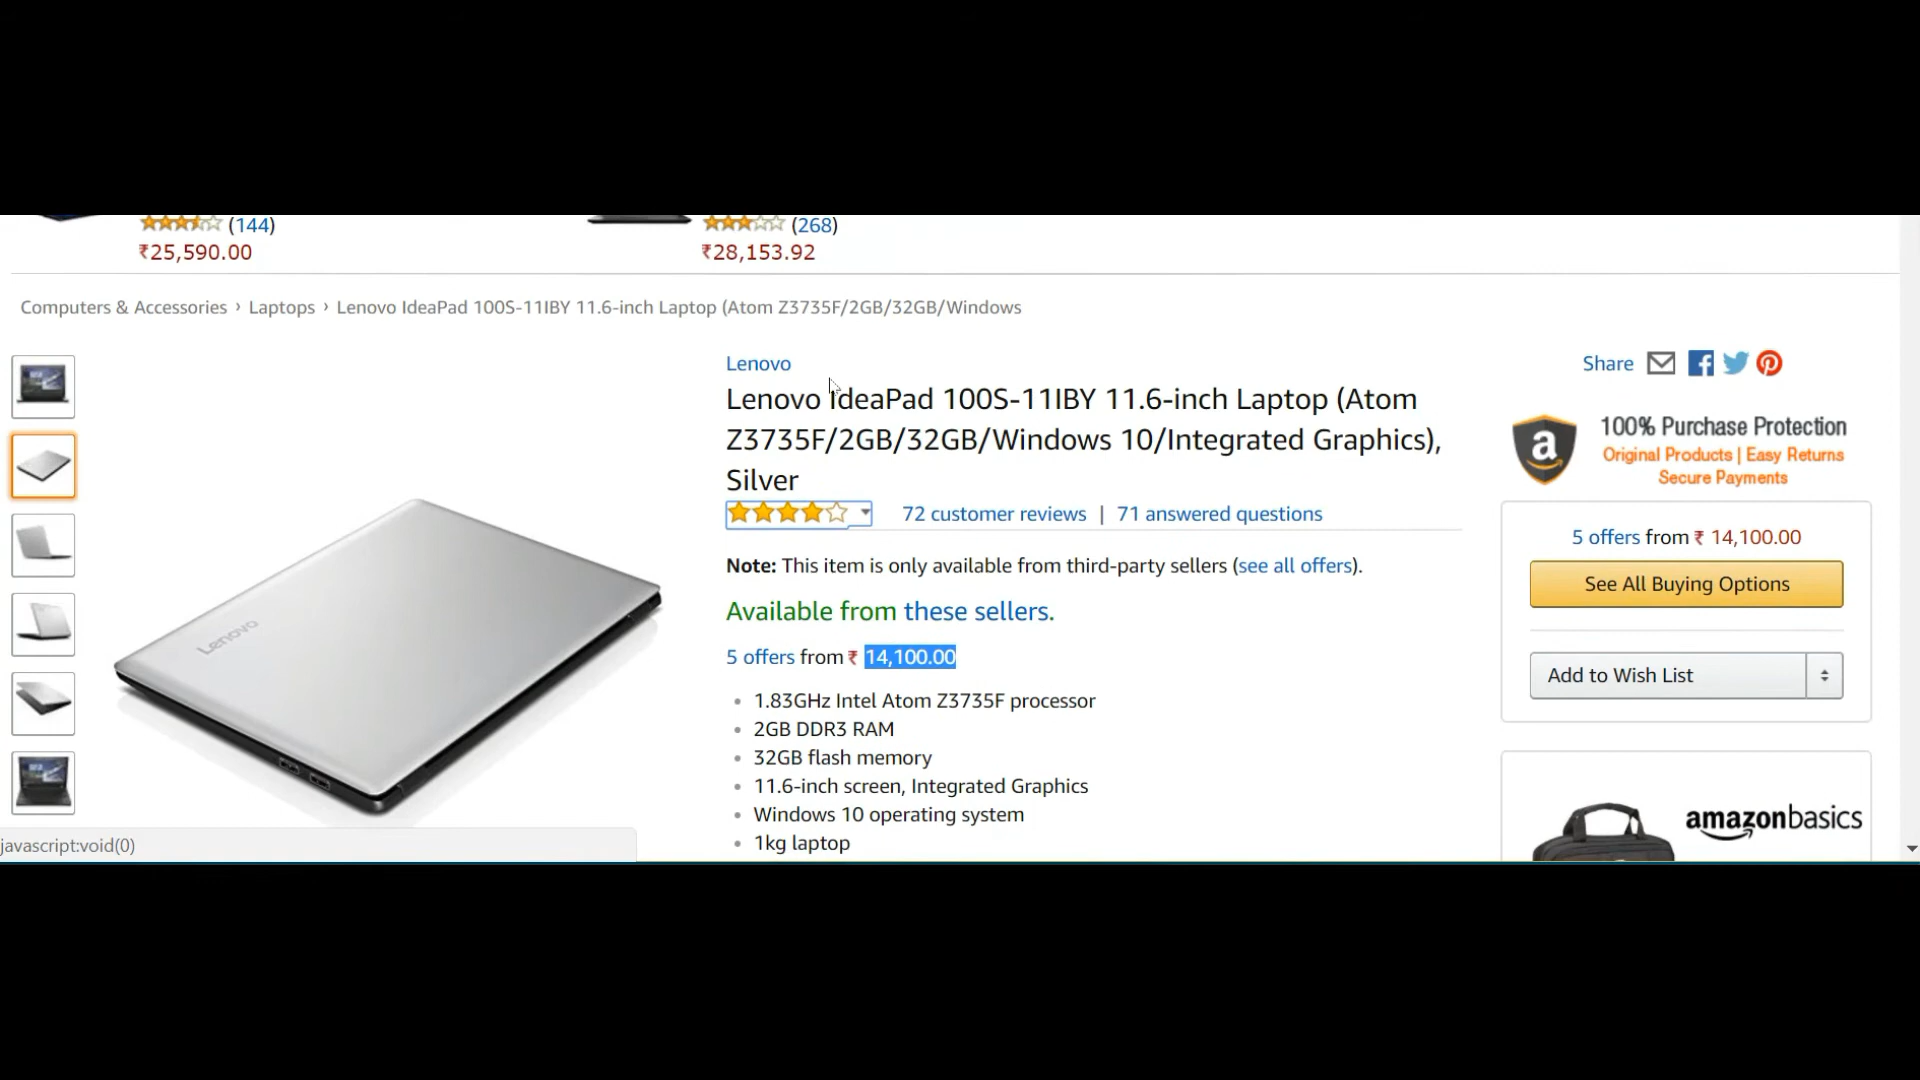 (144)
(268)
₹25,590.00
₹28,153.92
Computers & Accessories › Laptops › Lenovo IdeaPad 100S-11IBY 11.6-inch Laptop (Atom Z3735F/2GB/32GB/Windows
Lenovo
Lenovo IdeaPad 100S-11IBY 11.6-inch Laptop (Atom
Z3735F/2GB/32GB/Windows 10/Integrated Graphics),
Silver
72 customer reviews | 71 answered questions
Note: This item is only available from third-party sellers (see all offers).
Available from these sellers.
5 offers from ₹ 14,100.00
• 1.83GHz Intel Atom Z3735F processor
• 2GB DDR3 RAM
• 32GB flash memory
• 11.6-inch screen, Integrated Graphics
• Windows 10 operating system
• 1kg laptop
Lenovo
Share
a
100% Purchase Protection
Original Products | Easy Returns
Secure Payments
5 offers from ₹ 14,100.00
See All Buying Options
Add to Wish List
amazonbasics
javascript:void(0)